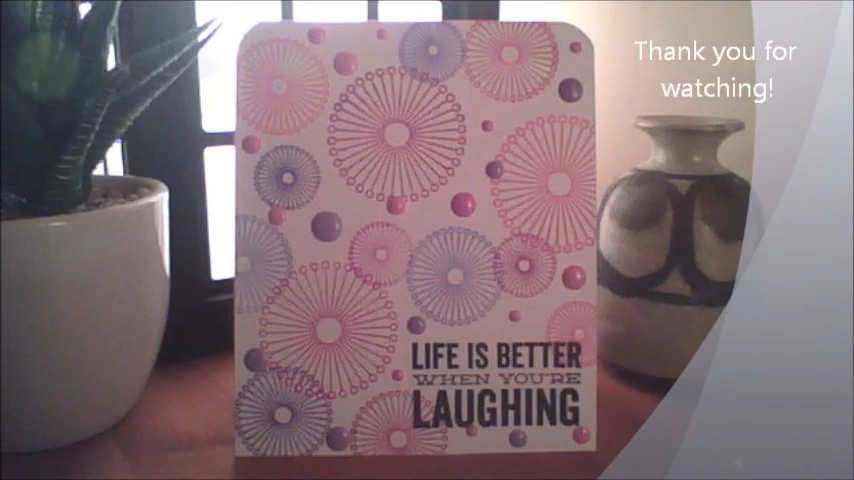 Thank you for
watching!
LIFE IS BETTER
WHEN YOU'RE
LAUGHING